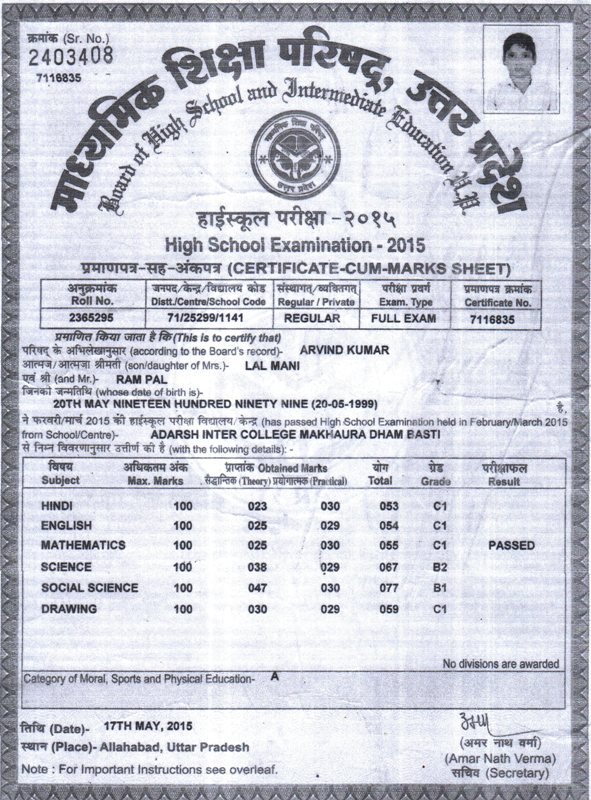 क्रमांक (Sr. No.)
2403408
7116835
माध्यमिक शिक्षा परिषद्, उत्तर प्रदेश
Board of High School and Intermediate Education U.P.
माध्यमिक शिक्षा परिषद
उत्तर प्रदेश
हाईस्कूल परीक्षा - २०१५
High School Examination - 2015
प्रमाणपत्र-सह-अंकपत्र (CERTIFICATE-CUM-MARKS SHEET)
अनुक्रमांक जनपद/केन्द्र/विद्यालय कोड संस्थागत/व्यक्तिगत परीक्षा प्रवर्ग प्रमाणपत्र क्रमांक
Roll No. Distt./Centre/School Code Regular / Private Exam. Type Certificate No.
2365295 71/25299/1141 REGULAR FULL EXAM 7116835
प्रमाणित किया जाता है कि (This is to certify that)
परिषद् के अभिलेखानुसार (according to the Board's record)- ARVIND KUMAR
आत्मज/आत्मजा श्रीमती (son/daughter of Mrs.)- LAL MANI
एवं श्री (and Mr.)- RAM PAL
जिनकी जन्मतिथि (whose date of birth is)-
20TH MAY NINETEEN HUNDRED NINETY NINE (20-05-1999) है,
ने फरवरी/मार्च 2015 की हाईस्कूल परीक्षा विद्यालय/केन्द्र (has passed High School Examination held in February/March 2015
from School/Centre)- ADARSH INTER COLLEGE MAKHAURA DHAM BASTI
से निम्न विवरणानुसार उत्तीर्ण की है (with the following details): -
विषय अधिकतम अंक प्राप्तांक Obtained Marks योग ग्रेड परीक्षाफल
Subject Max. Marks सैद्धान्तिक (Theory) प्रयोगात्मक (Practical) Total Grade Result
HINDI 100 023 030 053 C1
ENGLISH 100 025 029 054 C1
MATHEMATICS 100 025 030 055 C1 PASSED
SCIENCE 100 038 029 067 B2
SOCIAL SCIENCE 100 047 030 077 B1
DRAWING 100 030 029 059 C1
No divisions are awarded
Category of Moral, Sports and Physical Education- A
तिथि (Date)- 17TH MAY, 2015
स्थान (Place)- Allahabad, Uttar Pradesh
(अमर नाथ वर्मा)
(Amar Nath Verma)
सचिव (Secretary)
Note : For Important Instructions see overleaf.